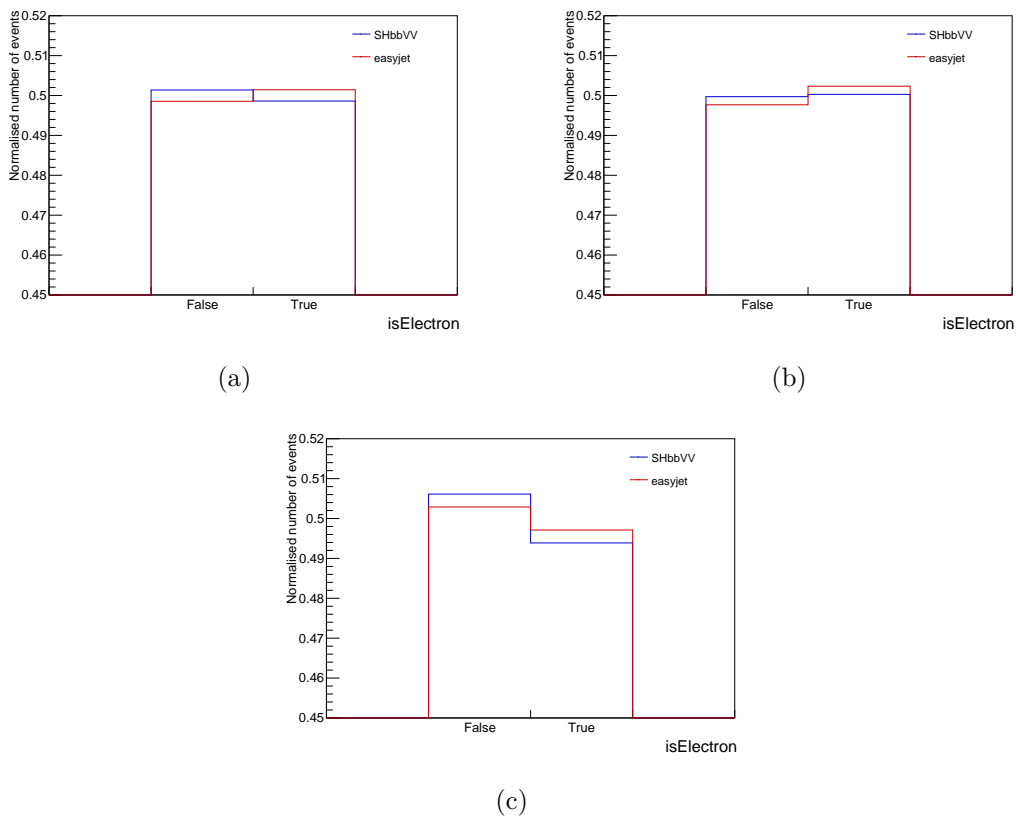 Normalised number of events
0.52
0.51
0.5
0.49
0.48
0.47
0.46
0.45
SHbbVV
easyjet
False True
isElectron
(a)
Normalised number of events
0.52
0.51
0.5
0.49
0.48
0.47
0.46
0.45
SHbbVV
easyjet
False True
isElectron
(b)
Normalised number of events
0.52
0.51
0.5
0.49
0.48
0.47
0.46
0.45
SHbbVV
easyjet
False True
isElectron
(c)